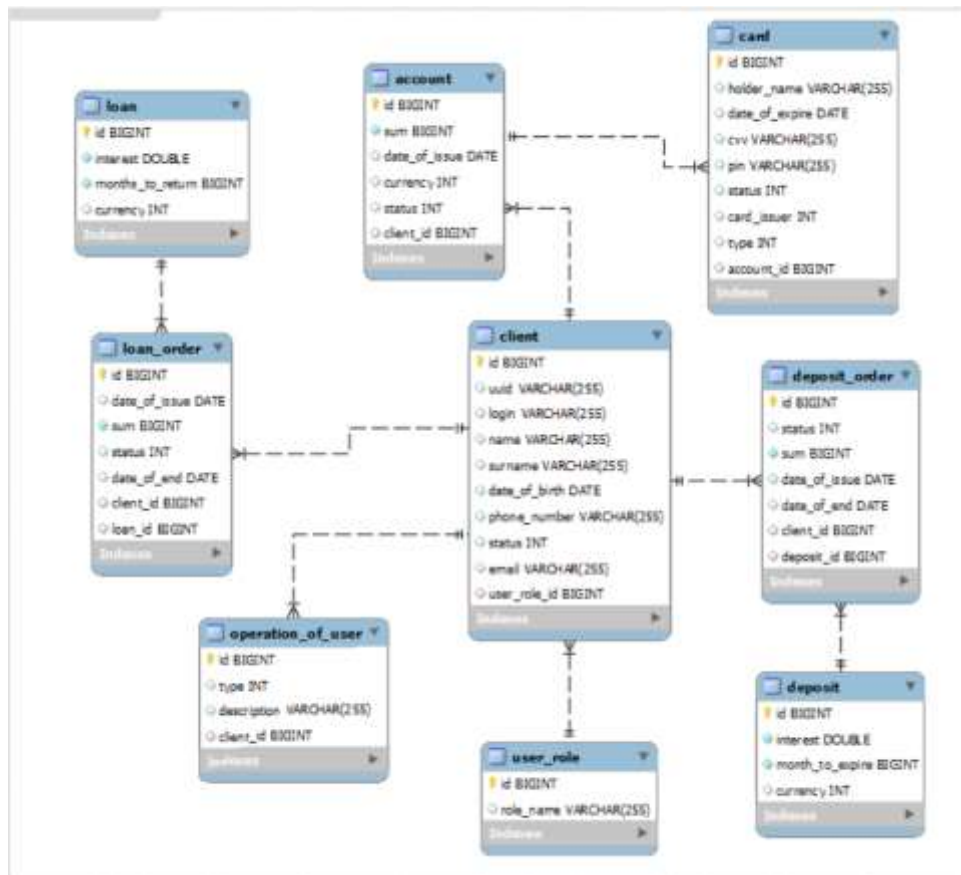 loan
id BIGINT
interest DOUBLE
months_to_return BIGINT
currency INT
Indexes
account
id BIGINT
sum BIGINT
date_of_issue DATE
currency INT
status INT
client_id BIGINT
Indexes
card
id BIGINT
holder_name VARCHAR(255)
date_of_expire DATE
cvv VARCHAR(255)
pin VARCHAR(255)
status INT
card_issuer INT
type INT
account_id BIGINT
Indexes
loan_order
id BIGINT
date_of_issue DATE
sum BIGINT
status INT
date_of_end DATE
client_id BIGINT
loan_id BIGINT
Indexes
client
id BIGINT
uuid VARCHAR(255)
login VARCHAR(255)
name VARCHAR(255)
surname VARCHAR(255)
date_of_birth DATE
phone_number VARCHAR(255)
status INT
email VARCHAR(255)
user_role_id BIGINT
Indexes
deposit_order
id BIGINT
status INT
sum BIGINT
date_of_issue DATE
date_of_end DATE
client_id BIGINT
deposit_id BIGINT
Indexes
operation_of_user
id BIGINT
type INT
description VARCHAR(255)
client_id BIGINT
Indexes
user_role
id BIGINT
role_name VARCHAR(255)
Indexes
deposit
id BIGINT
interest DOUBLE
month_to_expire BIGINT
currency INT
Indexes